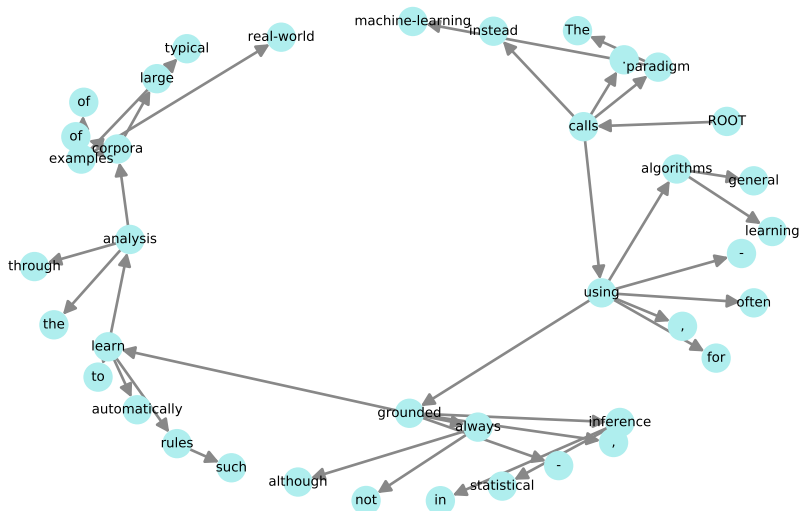 machine-learning
instead
The
real-world
typical
.
paradigm
large
of
ROOT
calls
of
corpora
examples
algorithms
general
learning
analysis
-
through
using
often
the
,
learn
for
to
automatically
grounded
always
inference
rules
,
such
-
although
statistical
not
in